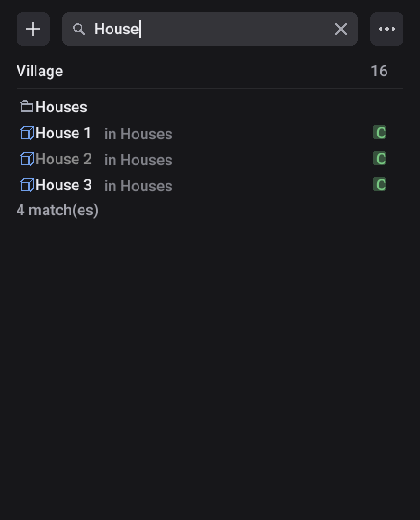 House
Village 16
Houses
House 1 in Houses C
House 2 in Houses C
House 3 in Houses C
4 match(es)